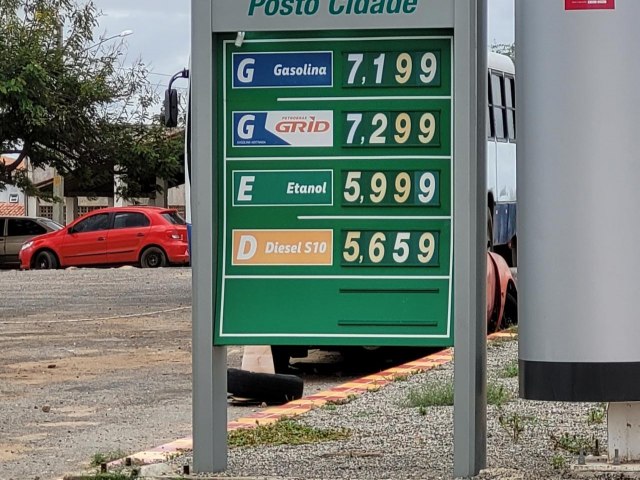 Posto Cidade
G Gasolina 7,199
G PETROBRAS GRID 7,299
E Etanol 5,999
D Diesel S10 5,659